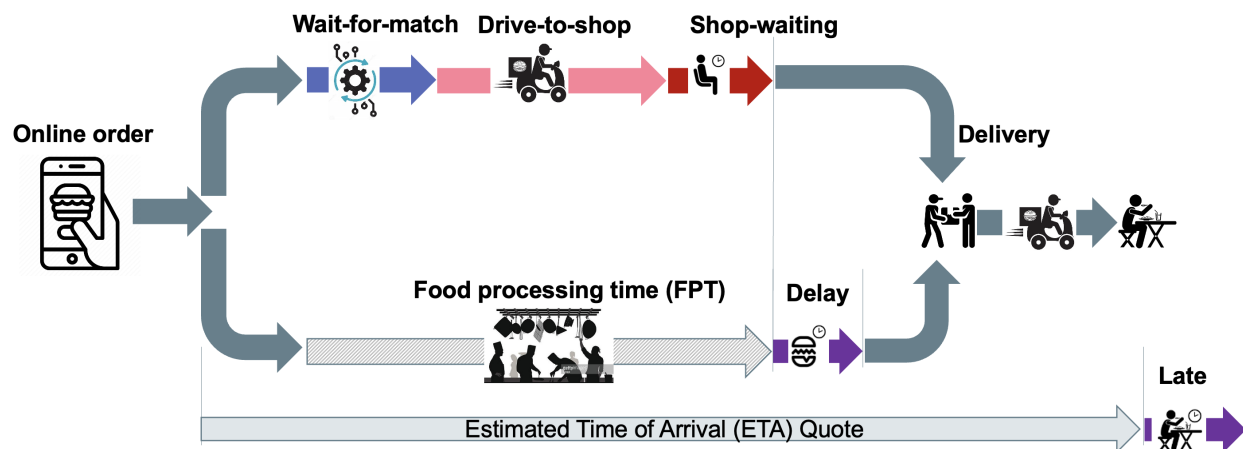 Wait-for-match
Drive-to-shop
Shop-waiting
Online order
Delivery
Food processing time (FPT)
Delay
Late
Estimated Time of Arrival (ETA) Quote